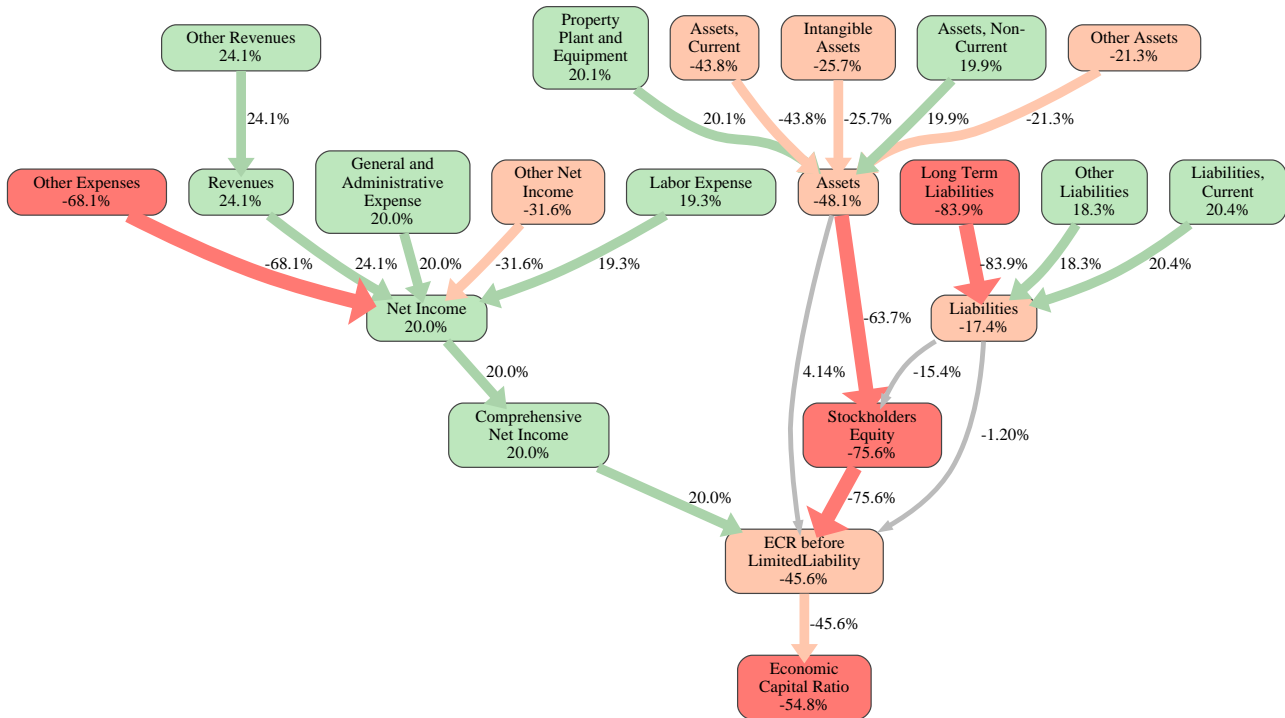 Other Revenues
24.1%
Property
Plant and
Equipment
20.1%
Assets,
Current
-43.8%
Intangible
Assets
-25.7%
Assets, Non-
Current
19.9%
Other Assets
-21.3%
24.1%
20.1%
-43.8%
-25.7%
19.9%
-21.3%
Other Expenses
-68.1%
Revenues
24.1%
General and
Administrative
Expense
20.0%
Other Net
Income
-31.6%
Labor Expense
19.3%
Assets
-48.1%
Long Term
Liabilities
-83.9%
Other
Liabilities
18.3%
Liabilities,
Current
20.4%
-68.1%
24.1%
20.0%
-31.6%
19.3%
-83.9%
18.3%
20.4%
Net Income
20.0%
Liabilities
-17.4%
-63.7%
20.0%
4.14%
-15.4%
Comprehensive
Net Income
20.0%
Stockholders
Equity
-75.6%
-1.20%
20.0%
-75.6%
ECR before
LimitedLiability
-45.6%
-45.6%
Economic
Capital Ratio
-54.8%